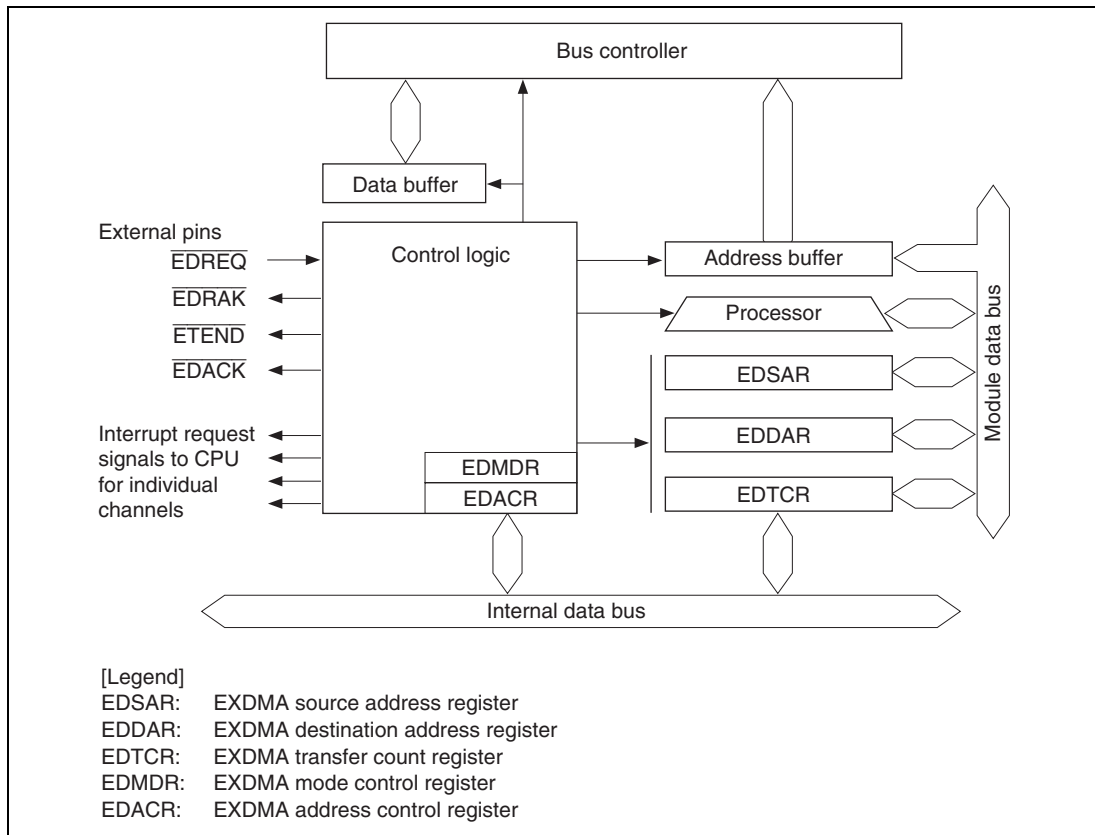 Bus controller
Data buffer
External pins
EDREQ
EDRAK
ETEND
EDACK
Interrupt request
signals to CPU
for individual
channels
Control logic
EDMDR
EDACR
Address buffer
Processor
EDSAR
EDDAR
EDTCR
Module data bus
Internal data bus
[Legend]
EDSAR: EXDMA source address register
EDDAR: EXDMA destination address register
EDTCR: EXDMA transfer count register
EDMDR: EXDMA mode control register
EDACR: EXDMA address control register